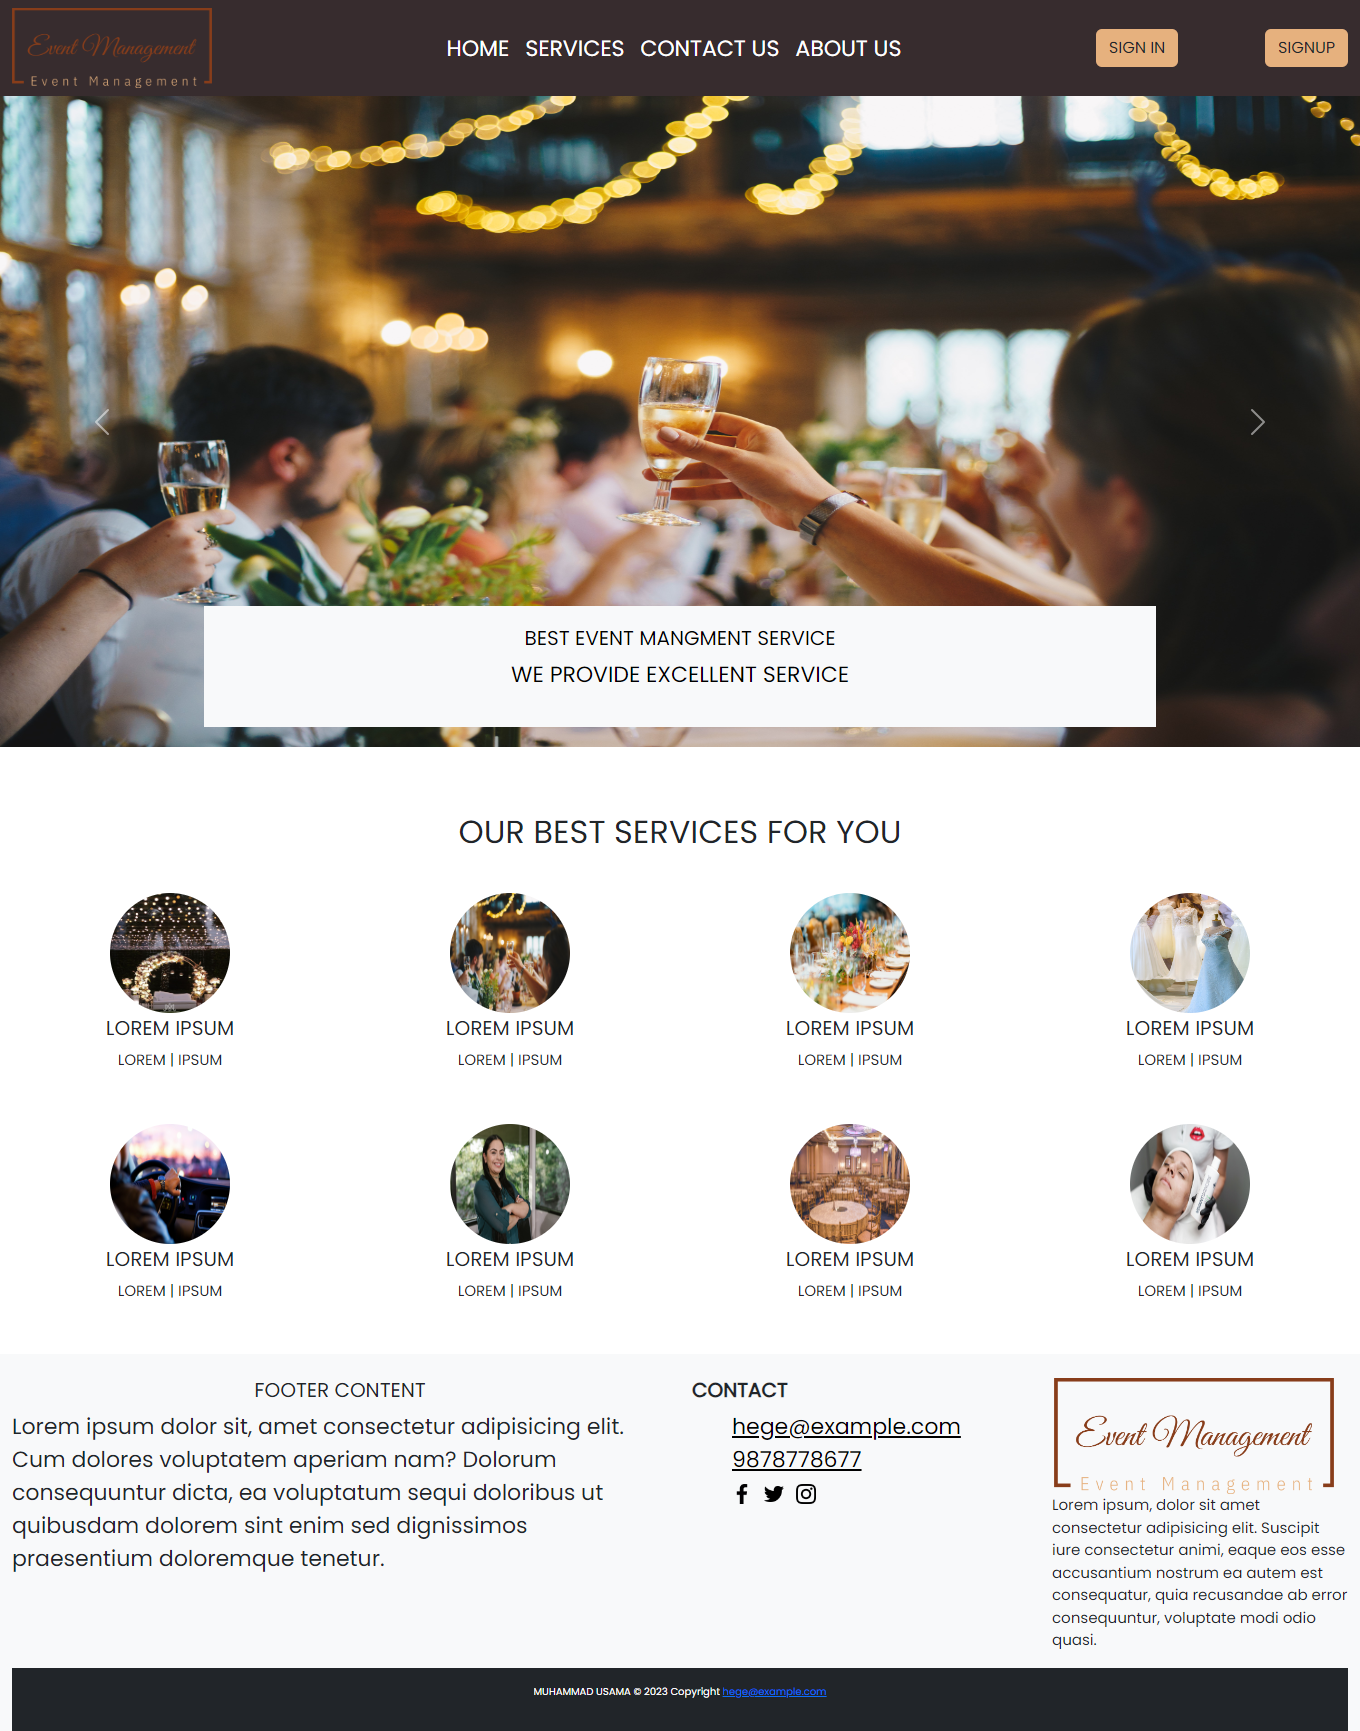 Event Management
Event Management
HOME SERVICES CONTACT US ABOUT US
SIGN IN
SIGNUP
BEST EVENT MANGMENT SERVICE
WE PROVIDE EXCELLENT SERVICE
OUR BEST SERVICES FOR YOU
LOREM IPSUM
LOREM | IPSUM
LOREM IPSUM
LOREM | IPSUM
LOREM IPSUM
LOREM | IPSUM
LOREM IPSUM
LOREM | IPSUM
LOREM IPSUM
LOREM | IPSUM
LOREM IPSUM
LOREM | IPSUM
LOREM IPSUM
LOREM | IPSUM
LOREM IPSUM
LOREM | IPSUM
FOOTER CONTENT
Lorem ipsum dolor sit, amet consectetur adipisicing elit.
Cum dolores voluptatem aperiam nam? Dolorum
consequuntur dicta, ea voluptatum sequi doloribus ut
quibusdam dolorem sint enim sed dignissimos
praesentium doloremque tenetur.
CONTACT
hege@example.com
9878778677
Event Management
Event Management
Lorem ipsum, dolor sit amet
consectetur adipisicing elit. Suscipit
iure consectetur animi, eaque eos esse
accusantium nostrum ea autem est
consequatur, quia recusandae ab error
consequuntur, voluptate modi odio
quasi.
MUHAMMAD USAMA © 2023 Copyright hege@example.com